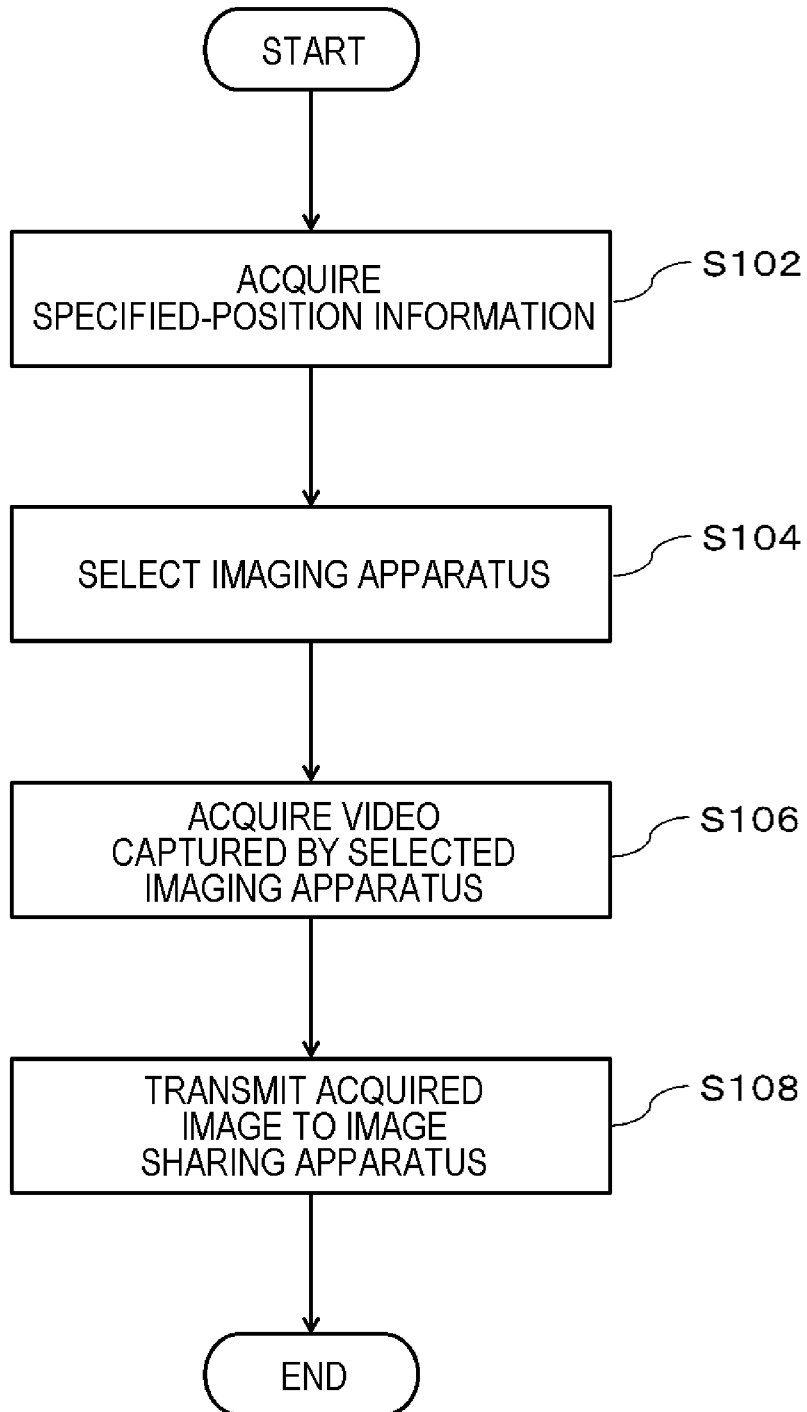 START
ACQUIRE
SPECIFIED-POSITION INFORMATION
S102
SELECT IMAGING APPARATUS
S104
ACQUIRE VIDEO
CAPTURED BY SELECTED
IMAGING APPARATUS
S106
TRANSMIT ACQUIRED
IMAGE TO IMAGE
SHARING APPARATUS
S108
END